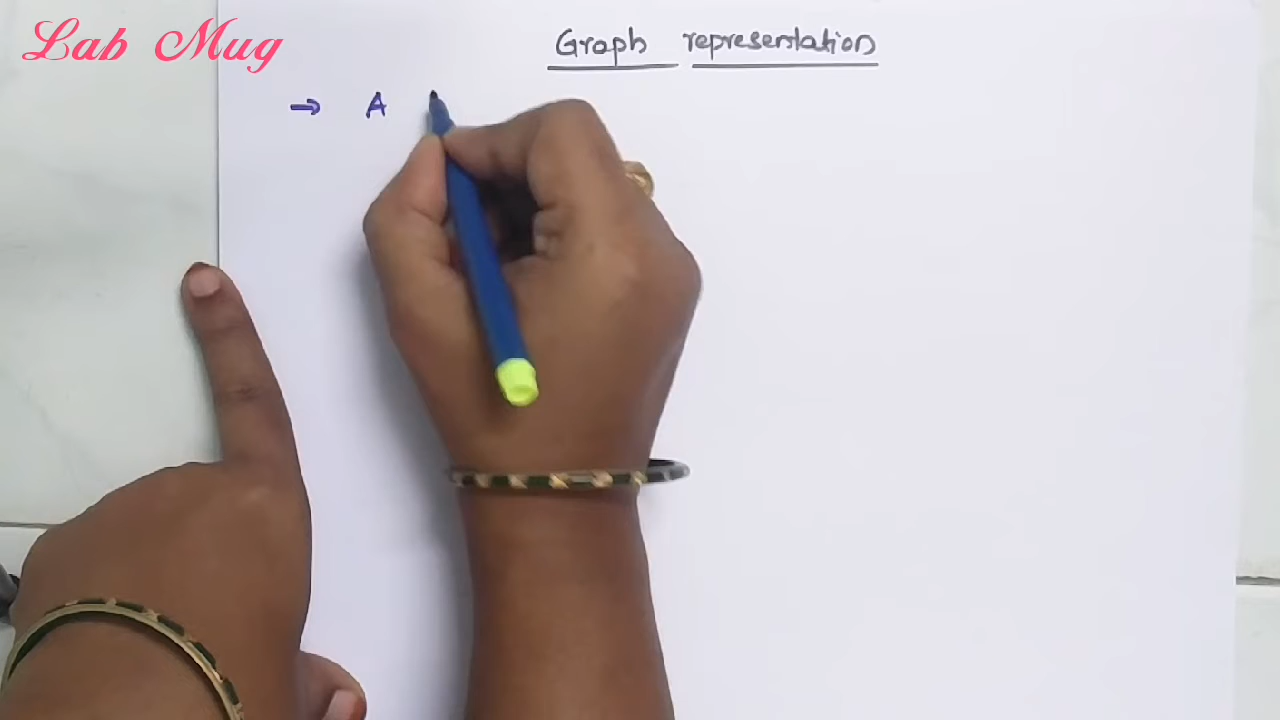 Lab Mug
Graph representation
→ A